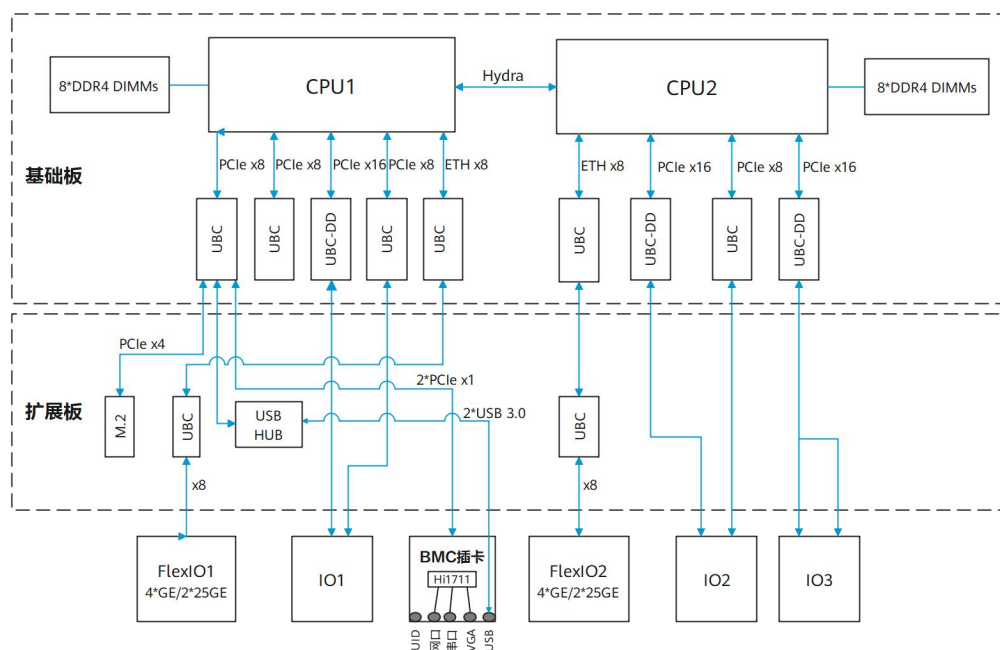 8*DDR4 DIMMs
CPU1
Hydra
CPU2
8*DDR4 DIMMs
基础板
PCIe x8
PCIe x8
PCIe x16
PCIe x8
ETH x8
ETH x8
PCIe x16
PCIe x8
PCIe x16
UBC
UBC
UBC-DD
UBC
UBC
UBC
UBC-DD
UBC
UBC-DD
扩展板
PCIe x4
2*PCIe x1
2*USB 3.0
M.2
UBC
USB
HUB
UBC
x8
x8
FlexIO1
4*GE/2*25GE
IO1
BMC插卡
Hi1711
UID
网口
串口
VGA
USB
FlexIO2
4*GE/2*25GE
IO2
IO3